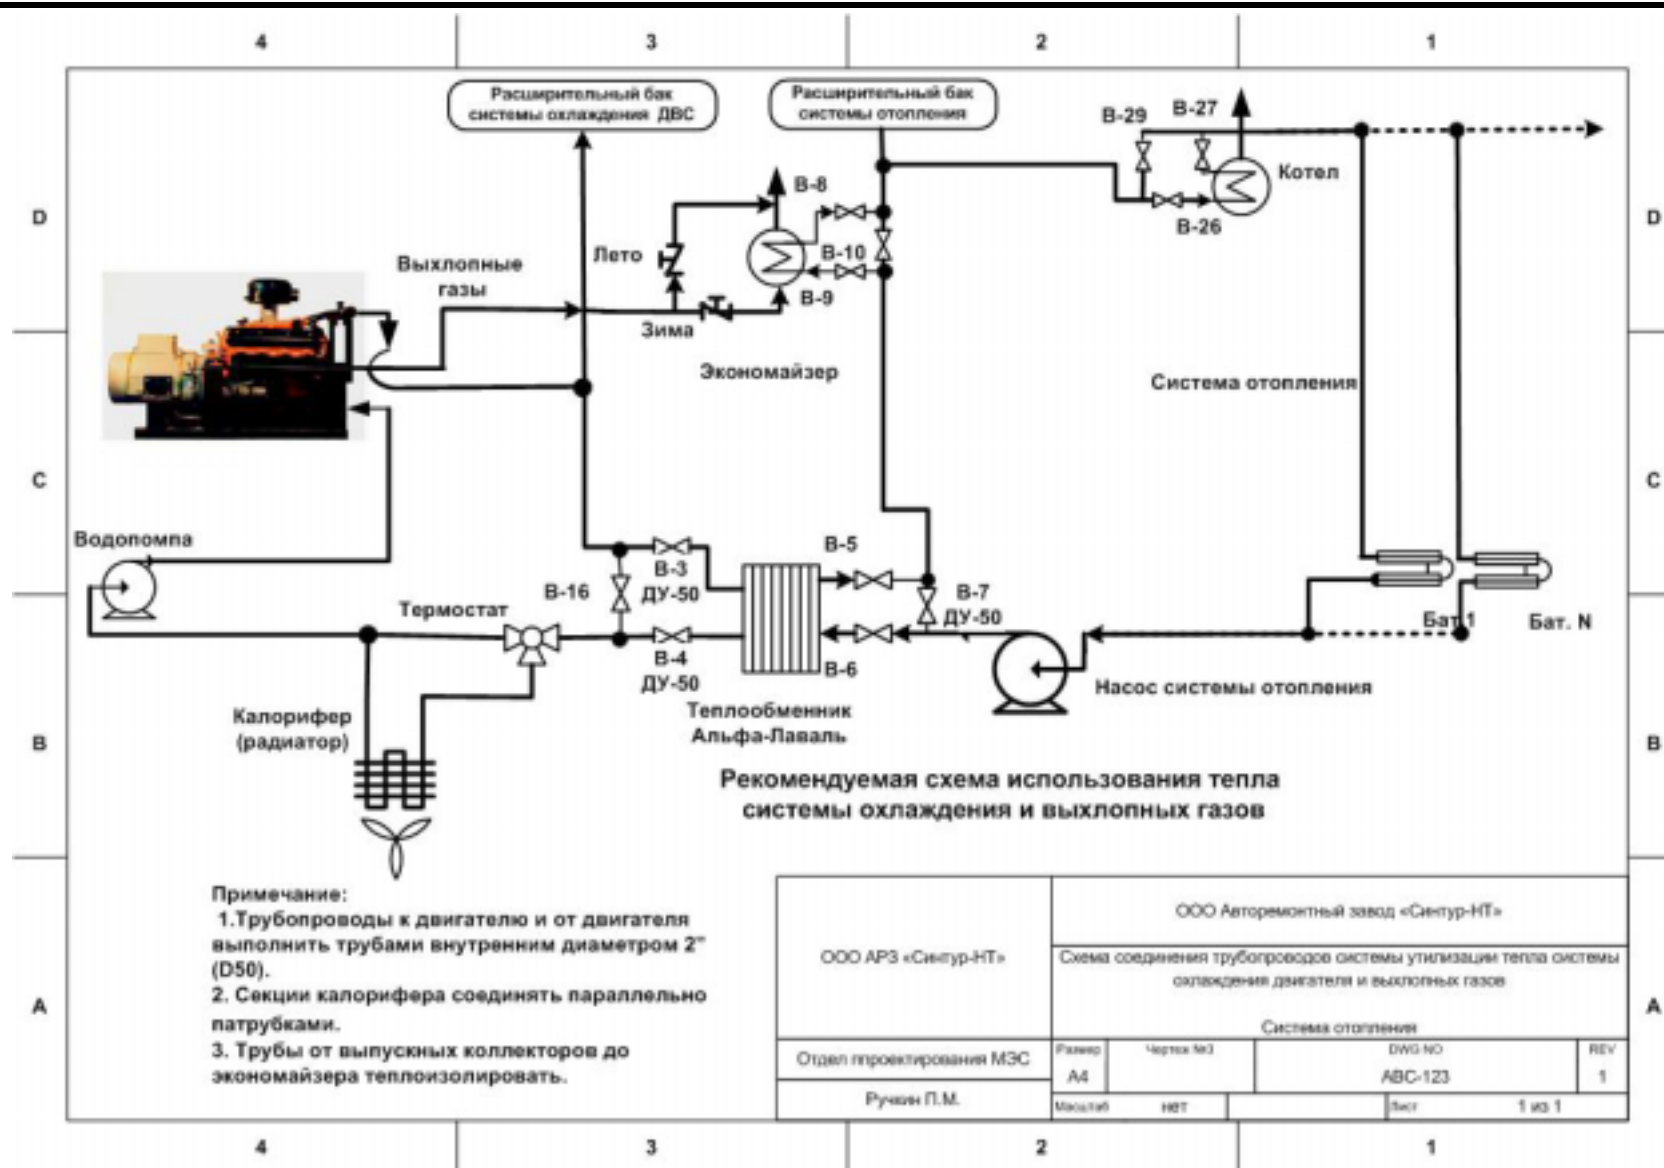 4
3
2
1
Расширительный бак
системы охлаждения ДВС
Расширительный бак
системы отопления
В-29
В-27
Котел
В-26
D
D
В-8
В-10
В-9
Лето
Зима
Выхлопные
газы
Экономайзер
Система отопления
C
C
Водопомпа
В-5
В-3
ДУ-50
В-16
В-7
ДУ-50
Термостат
Бат.1
Бат. N
В-4
ДУ-50
В-6
Насос системы отопления
Калорифер
(радиатор)
Теплообменник
Альфа-Лаваль
B
B
Рекомендуемая схема использования тепла
системы охлаждения и выхлопных газов
Примечание:
1.Трубопроводы к двигателю и от двигателя
выполнить трубами внутренним диаметром 2"
(D50).
2. Секции калорифера соединять параллельно
патрубками.
3. Трубы от выпускных коллекторов до
экономайзера теплоизолировать.
A
A
ООО АРЗ «Синтур-НТ»
ООО Авторемонтный завод «Синтур-НТ»
Схема соединения трубопроводов системы утилизации тепла системы
охлаждения двигателя и выхлопных газов
Система отопления
Отдел ппроектирования МЭС
Размер
Чертеж №3
DWG NO
REV
A4
ABC-123
1
Ручкин П.М.
Масштаб
нет
Лист
1 из 1
4
3
2
1